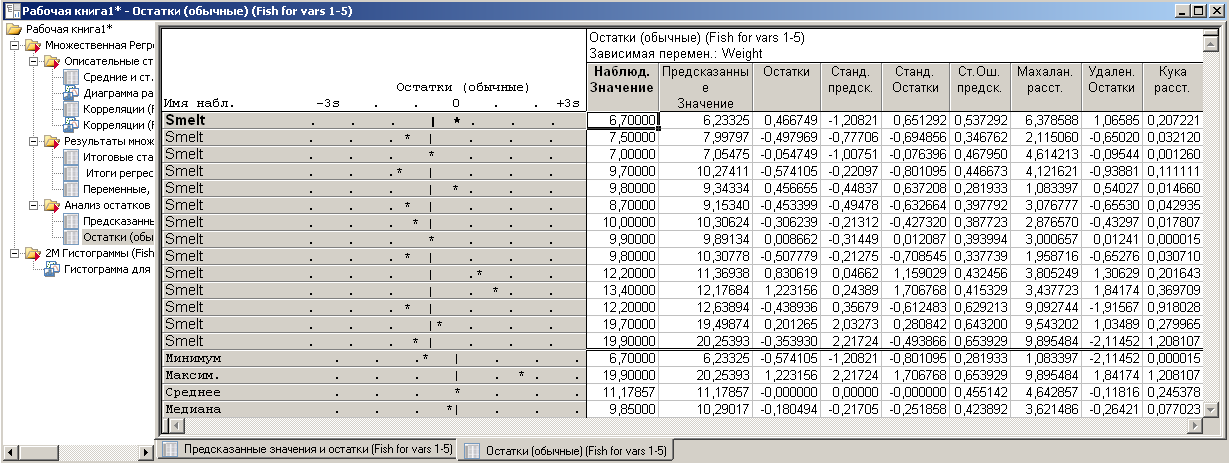 Рабочая книга1* - Остатки (обычные) (Fish for vars 1-5)
Рабочая книга1*
Множественная Регр
Описательные ст
Средние и ст.
Диаграмма ра
Корреляции (F
Корреляции (F
Результаты множ
Итоговые ста
Итоги регрес
Переменные,
Анализ остатков
Предсказанны
Остатки (обы
2М Гистограммы (Fish
Гистограмма для
Остатки (обычные) (Fish for vars 1-5)
Зависимая перемен.: Weight
Остатки (обычные)
Имя набл. -3s . . 0 . . +3s
Наблюд. Значение Предсказанны е Значение Остатки Станд. предск. Станд. Остатки Ст.Ош. предск. Махалан. расст. Удален. Остатки Кука расст.
Smelt . . . | * . . . 6,70000 6,23325 0,466749 -1,20821 0,651292 0,537292 6,378588 1,06585 0,207221
Smelt . . . * | . . . 7,50000 7,99797 -0,497969 -0,77706 -0,694856 0,346762 2,115060 -0,65020 0,032120
Smelt . . . * . . . 7,00000 7,05475 -0,054749 -1,00751 -0,076396 0,467950 4,614213 -0,09544 0,001260
Smelt . . . * | . . . 9,70000 10,27411 -0,574105 -0,22097 -0,801095 0,446673 4,121621 -0,93881 0,111111
Smelt . . . | * . . . 9,80000 9,34334 0,456655 -0,44837 0,637208 0,281933 1,083397 0,54027 0,014660
Smelt . . . * | . . . 8,70000 9,15340 -0,453399 -0,49478 -0,632664 0,397792 3,076777 -0,65530 0,042935
Smelt . . . * | . . . 10,00000 10,30624 -0,306239 -0,21312 -0,427320 0,387723 2,876570 -0,43297 0,017807
Smelt . . . * . . . 9,90000 9,89134 0,008662 -0,31449 0,012087 0,393994 3,000657 0,01241 0,000015
Smelt . . . * | . . . 9,80000 10,30778 -0,507779 -0,21275 -0,708545 0,337739 1,958716 -0,65276 0,030710
Smelt . . . | . * . . 12,20000 11,36938 0,830619 0,04662 1,159029 0,432456 3,805249 1,30629 0,201643
Smelt . . . | . * . . 13,40000 12,17684 1,223156 0,24389 1,706768 0,415329 3,437723 1,84174 0,369709
Smelt . . . * | . . . 12,20000 12,63894 -0,438936 0,35679 -0,612483 0,629213 9,092744 -1,91567 0,918028
Smelt . . . | * . . . 19,70000 19,49874 0,201265 2,03273 0,280842 0,643200 9,543202 1,03489 0,279965
Smelt . . . * | . . . 19,90000 20,25393 -0,353930 2,21724 -0,493866 0,653929 9,895484 -2,11452 1,208107
Минимум . . . * | . . . 6,70000 6,23325 -0,574105 -1,20821 -0,801095 0,281933 1,083397 -2,11452 0,000015
Максим. . . . | . * . . 19,90000 20,25393 1,223156 2,21724 1,706768 0,653929 9,895484 1,84174 1,208107
Среднее . . . * . . . 11,17857 11,17857 -0,000000 0,00000 -0,000000 0,455142 4,642857 -0,11816 0,245378
Медиана . . . *| . . . 9,85000 10,29017 -0,180494 -0,21705 -0,251858 0,423892 3,621486 -0,26421 0,077023
Предсказанные значения и остатки (Fish for vars 1-5) Остатки (обычные) (Fish for vars 1-5)